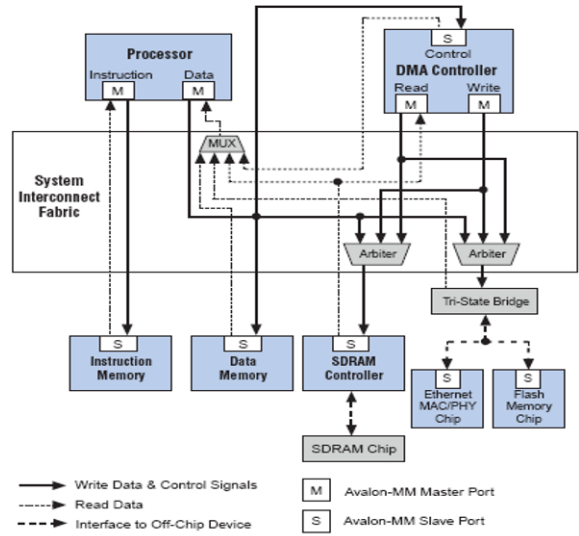 S
Control
DMA Controller
Read
Write
M
M
Processor
Instruction
Data
M
M
MUX
System
Interconnect
Fabric
Arbiter
Arbiter
Tri-State Bridge
S
Instruction
Memory
S
Data
Memory
S
SDRAM
Controller
S
Ethernet
MAC/PHY
Chip
S
Flash
Memory
Chip
SDRAM Chip
Write Data & Control Signals
Read Data
Interface to Off-Chip Device
M
Avalon-MM Master Port
S
Avalon-MM Slave Port